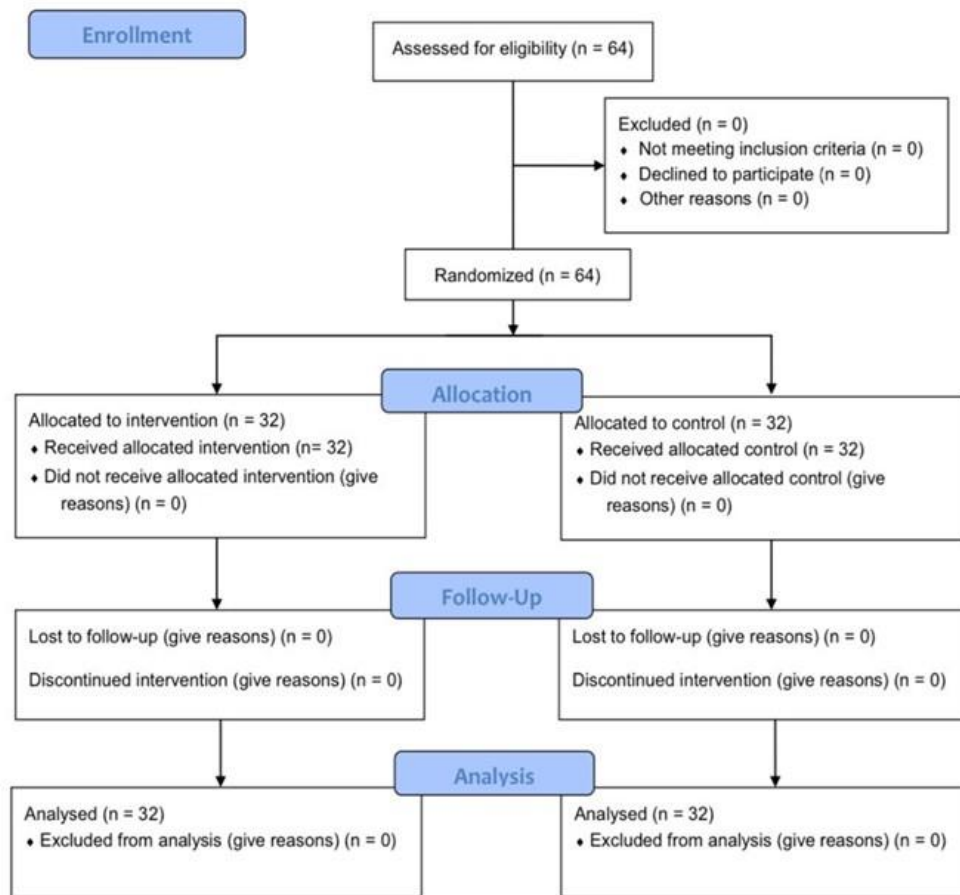 Enrollment
Assessed for eligibility (n = 64)
Excluded (n = 0)
⬧ Not meeting inclusion criteria (n = 0)
⬧ Declined to participate (n = 0)
⬧ Other reasons (n = 0)
Randomized (n = 64)
Allocation
Allocated to intervention (n = 32)
⬧ Received allocated intervention (n= 32)
⬧ Did not receive allocated intervention (give
reasons) (n = 0)
Allocated to control (n = 32)
⬧ Received allocated control (n = 32)
⬧ Did not receive allocated control (give
reasons) (n = 0)
Follow-Up
Lost to follow-up (give reasons) (n = 0)
Discontinued intervention (give reasons) (n = 0)
Lost to follow-up (give reasons) (n = 0)
Discontinued intervention (give reasons) (n = 0)
Analysis
Analysed (n = 32)
⬧ Excluded from analysis (give reasons) (n = 0)
Analysed (n = 32)
⬧ Excluded from analysis (give reasons) (n = 0)